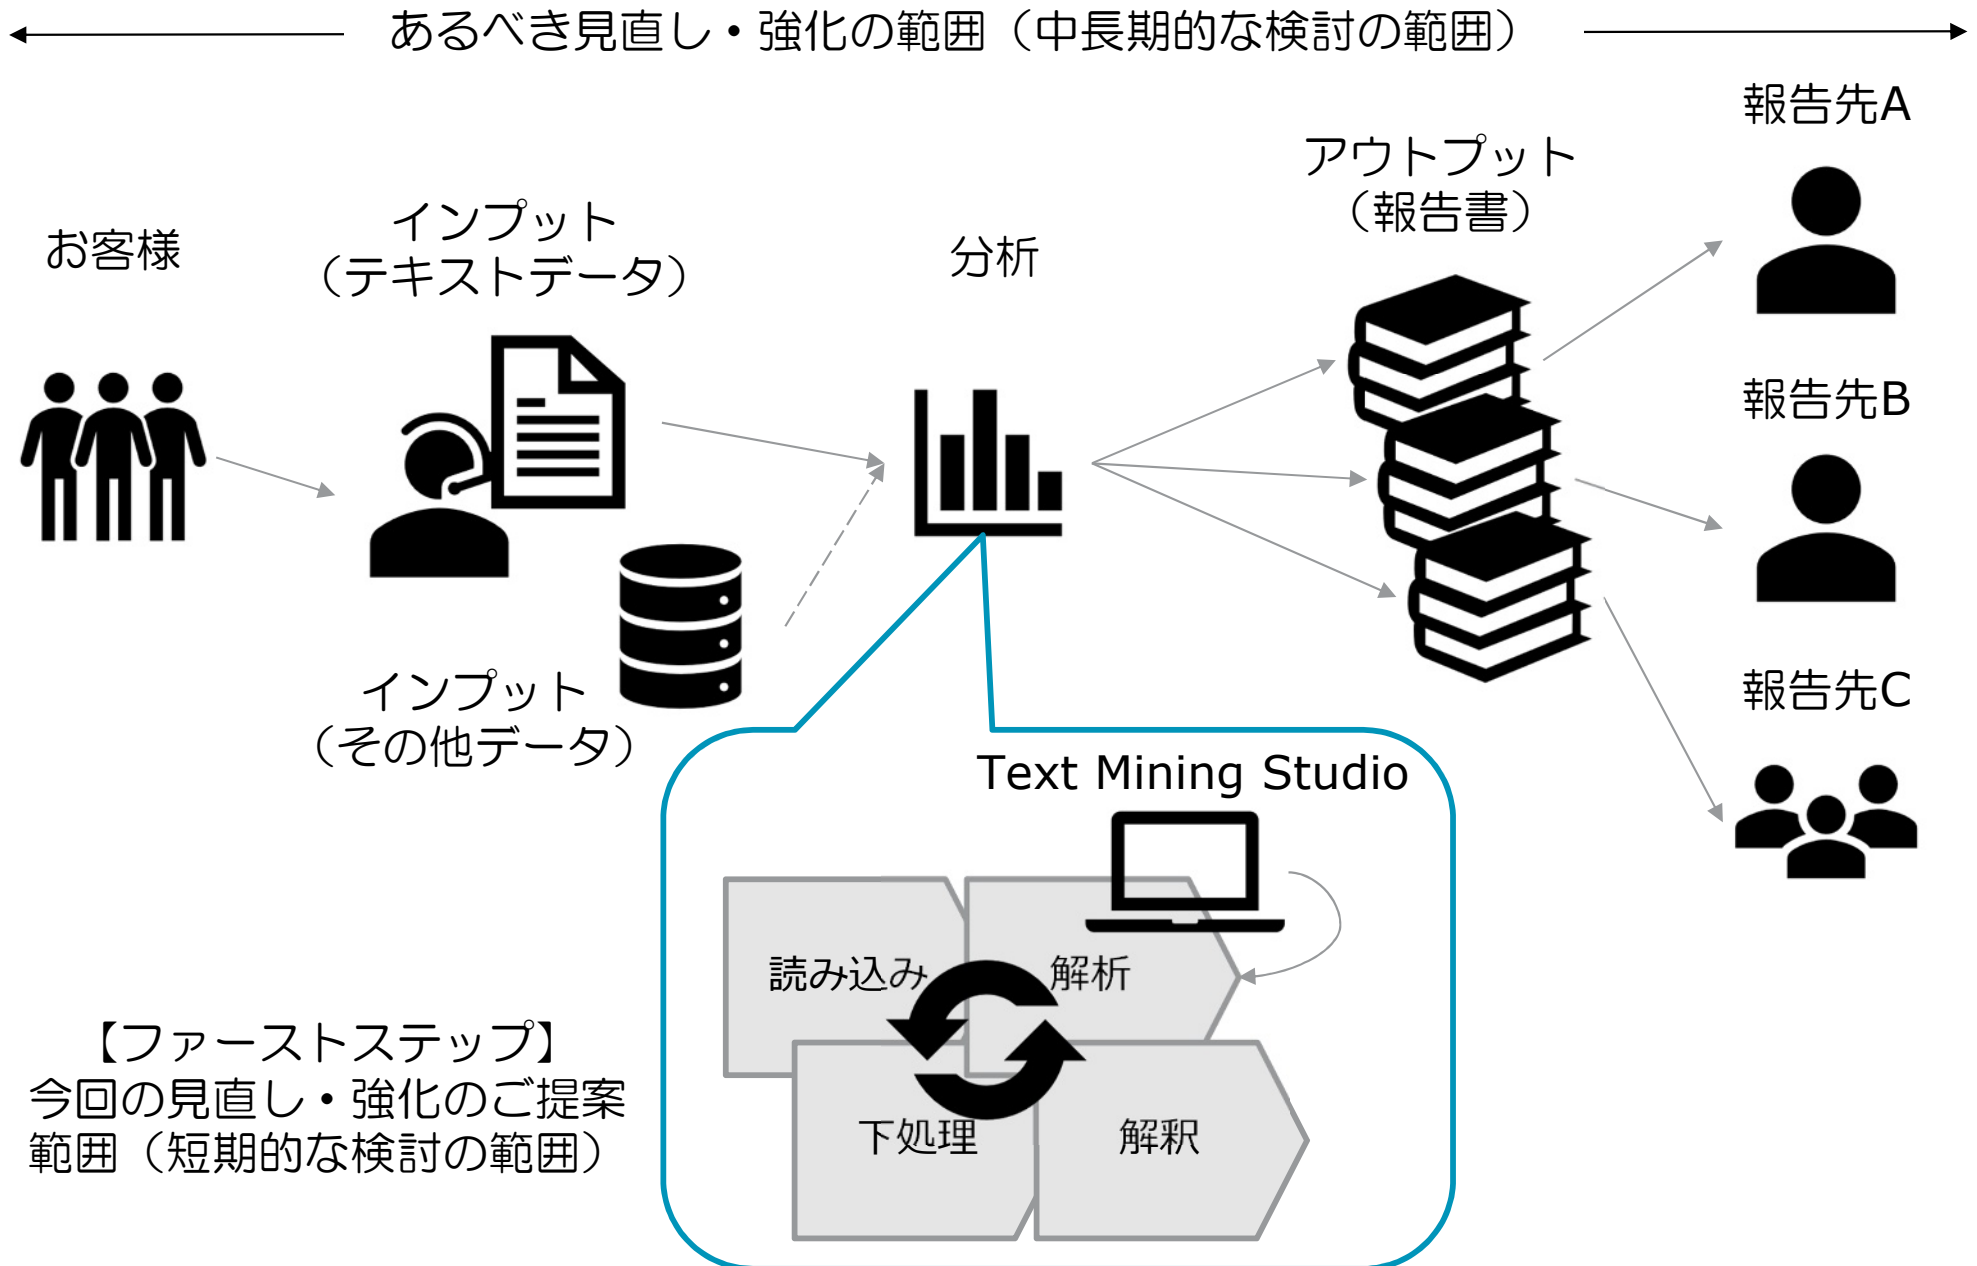 あるべき見直し・強化の範囲（中長期的な検討の範囲）
お客様
インプット
（テキストデータ）
インプット
（その他データ）
分析
アウトプット
（報告書）
報告先A
報告先B
報告先C
Text Mining Studio
読み込み
解析
下処理
解釈
【ファーストステップ】
今回の見直し・強化のご提案
範囲（短期的な検討の範囲）